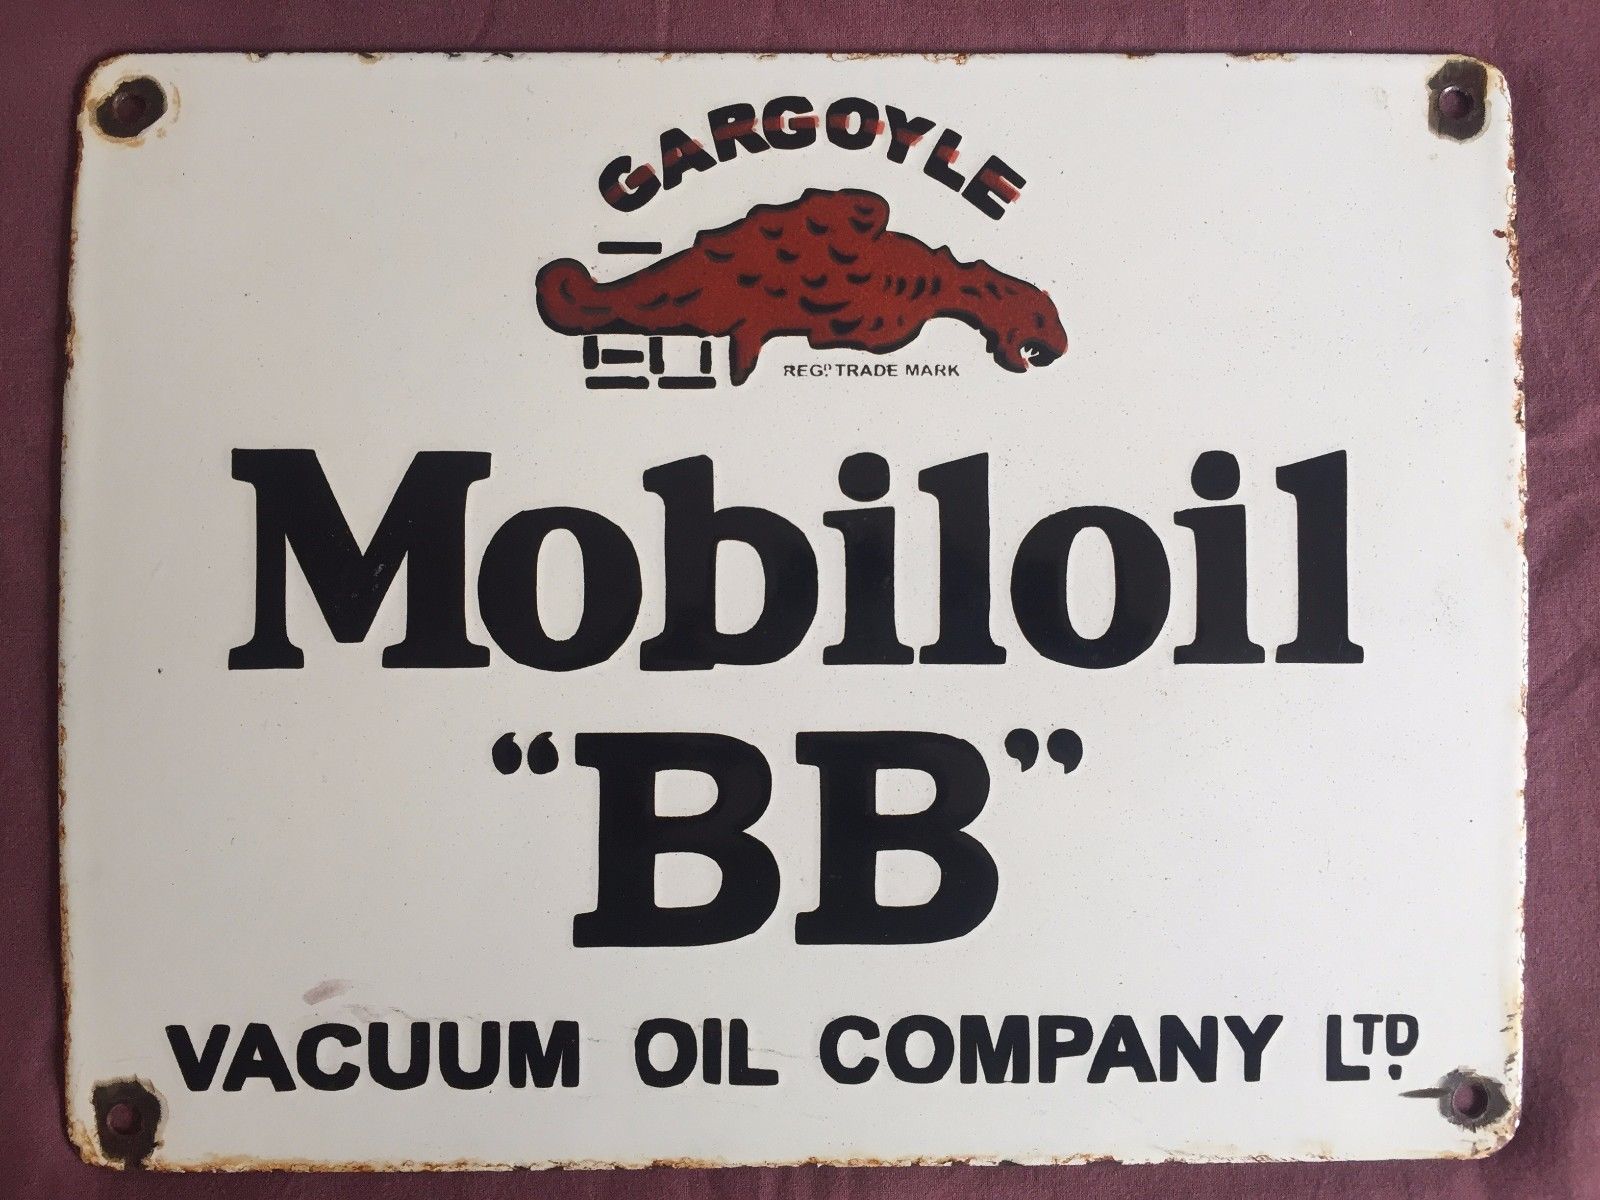 GARGOYLE
REGD. TRADE MARK
Mobiloil
“BB”
VACUUM OIL COMPANY LTD.